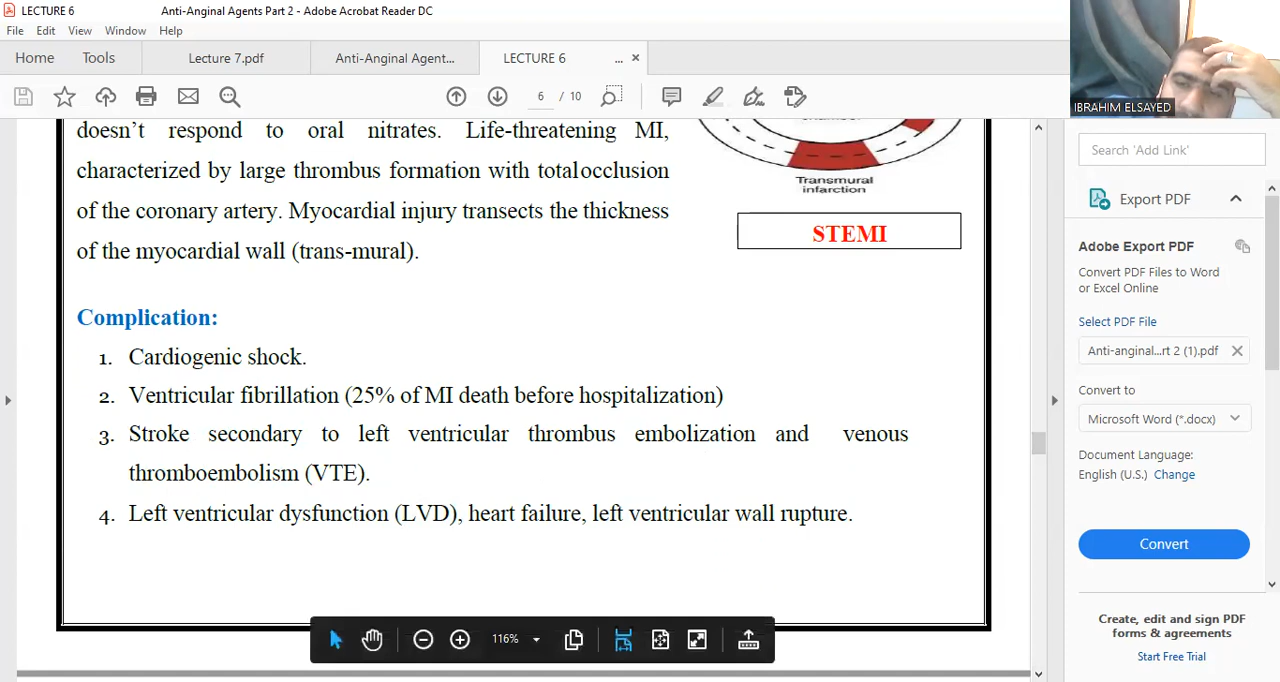 LECTURE 6 Anti-Anginal Agents Part 2 - Adobe Acrobat Reader DC
File Edit View Window Help
Home Tools Lecture 7.pdf Anti-Anginal Agent... LECTURE 6 ... ×
6 / 10
IBRAHIM ELSAYED
doesn't respond to oral nitrates. Life-threatening MI,
characterized by large thrombus formation with total occlusion
of the coronary artery. Myocardial injury transects the thickness
of the myocardial wall (trans-mural).
Transmural
infarction
STEMI
Complication:
1. Cardiogenic shock.
2. Ventricular fibrillation (25% of MI death before hospitalization)
3. Stroke secondary to left ventricular thrombus embolization and venous
thromboembolism (VTE).
4. Left ventricular dysfunction (LVD), heart failure, left ventricular wall rupture.
116%
Search 'Add Link'
Export PDF
Adobe Export PDF
Convert PDF Files to Word
or Excel Online
Select PDF File
Anti-anginal...rt 2 (1).pdf
Convert to
Microsoft Word (*.docx)
Document Language:
English (U.S.) Change
Convert
Create, edit and sign PDF
forms & agreements
Start Free Trial